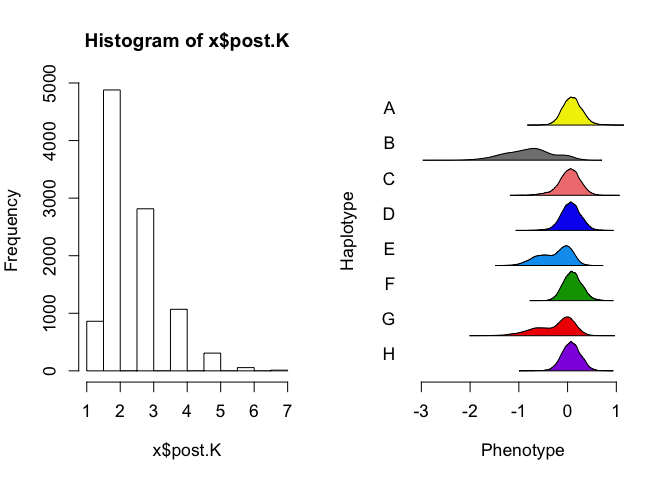 Histogram of x$post.K
Frequency
0
1000
2000
3000
4000
5000
1 2 3 4 5 6 7
x$post.K
Haplotype
A
B
C
D
E
F
G
H
-3 -2 -1 0 1
Phenotype